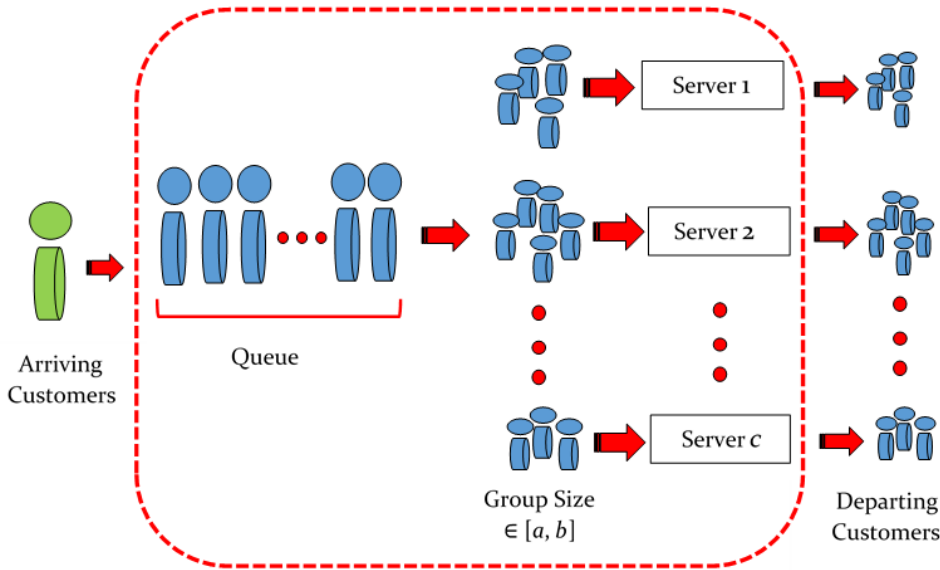 Server 1
Server 2
Arriving
Customers
Queue
Server c
Group Size
∈ [a, b]
Departing
Customers